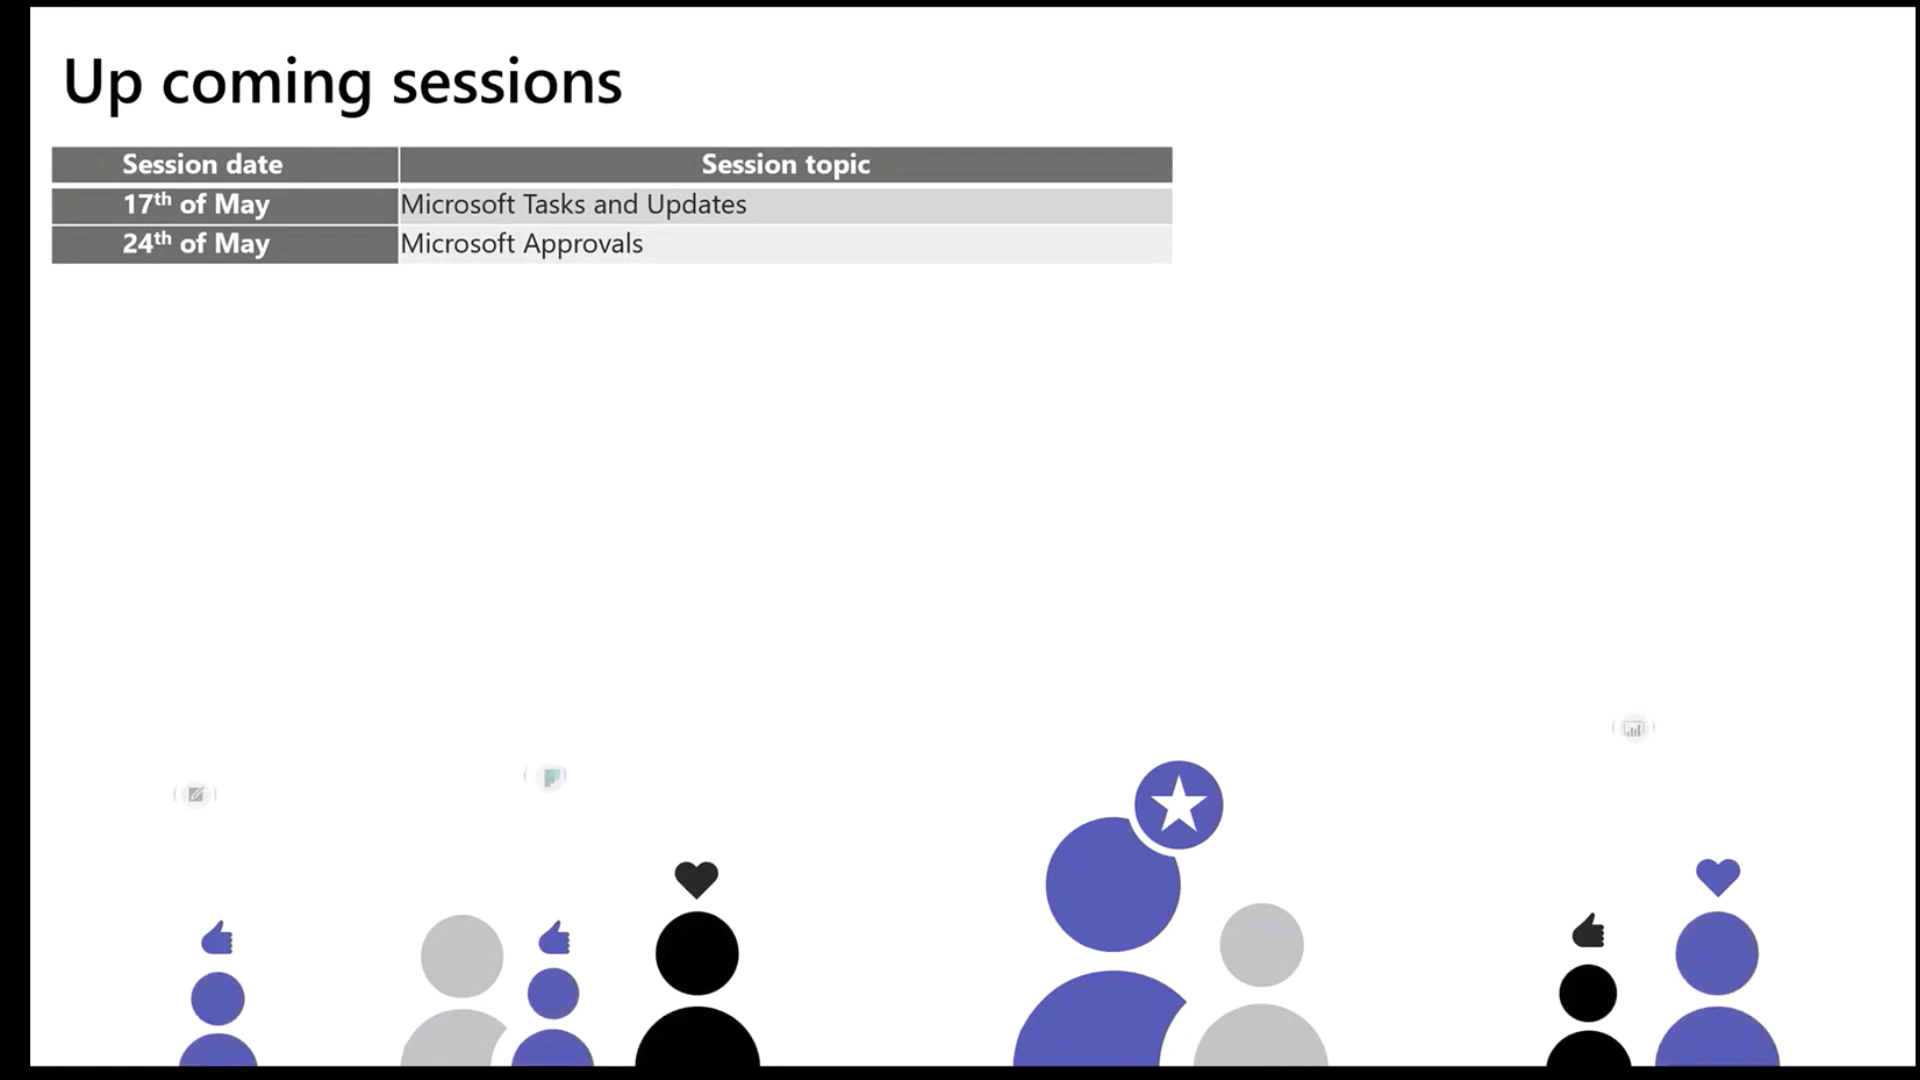 Up coming sessions
Session date Session topic
17th of May Microsoft Tasks and Updates
24th of May Microsoft Approvals